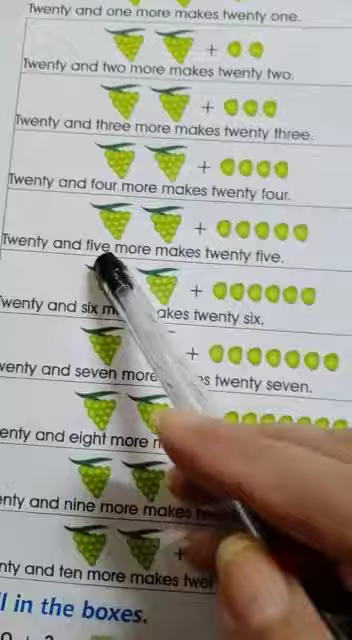 Twenty and one more makes twenty one.
+
Twenty and two more makes twenty two.
+
Twenty and three more makes twenty three.
+
Twenty and four more makes twenty four.
+
Twenty and five more makes twenty five.
+
Twenty and six akes twenty six.
+
wenty and seven more twenty seven.
enty and eight more
enty and nine more makes
+
nty and ten more makes
in the boxes.